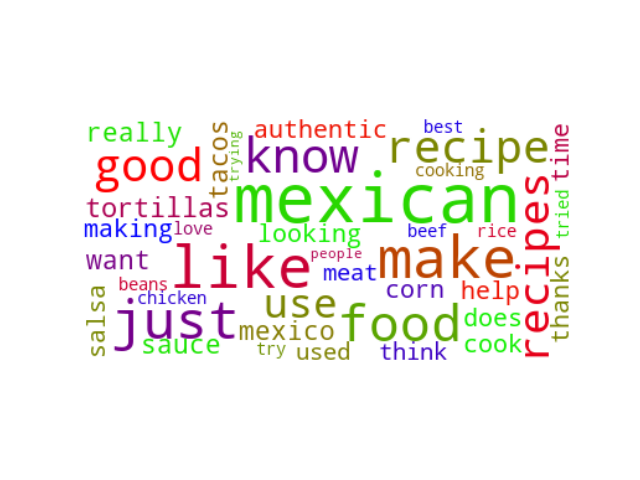 really
tacos
trying
authentic
best
recipe
time
good
know
cooking
mexican
tortillas
recipes
tried
making
love
looking
beef
rice
want
like
people
meat
make
beans
chicken
corn
help
thanks
salsa
just
use
mexico
food
does
sauce
try
used
think
cook